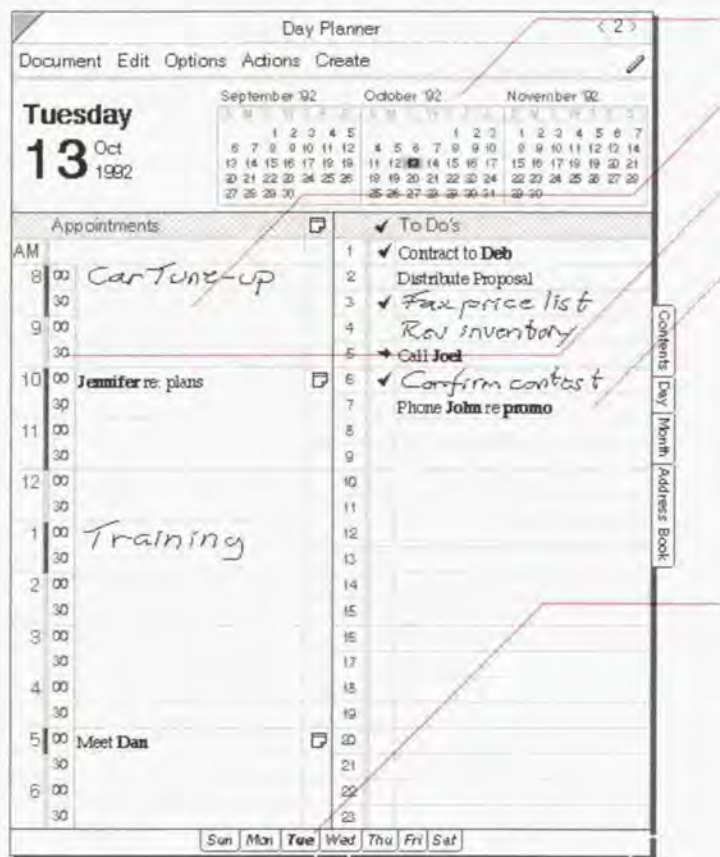 Day Planner < 2 >
Document Edit Options Actions Create
September '92 October '92 November '92
Tuesday
13 Oct 1992
1 2 3 4 5 1 2 3 1 2 3 4 5 6 7
6 7 8 9 10 11 12 4 5 6 7 8 9 10 8 9 10 11 12 13 14
13 14 15 16 17 18 19 11 12 13 14 15 16 17 15 16 17 18 19 20 21
20 21 22 23 24 25 26 18 19 20 21 22 23 24 22 23 24 25 26 27 28
27 28 29 30 25 26 27 28 29 30 31 29 30
Appointments
AM
8 00 Car Tune-up
30
9 00
30
10 00 Jennifer re: plans
30
11 00
30
12 00
1 00 Training
30
2 00
30
3 00
30
4 00
30
5 00 Meet Dan
6 00
30
✓ To Do's
1 ✓ Contract to Deb
2 Distribute Proposal
3 ✓ Fax price list
4 Rev inventory
5 → Call Joel
6 ✓ Confirm contest
7 Phone John re promo
8
9
10
11
12
13
14
15
16
17
18
19
20
21
22
23
Contents Day Month Address Book
Sun Mon Tue Wed Thu Fri Sat